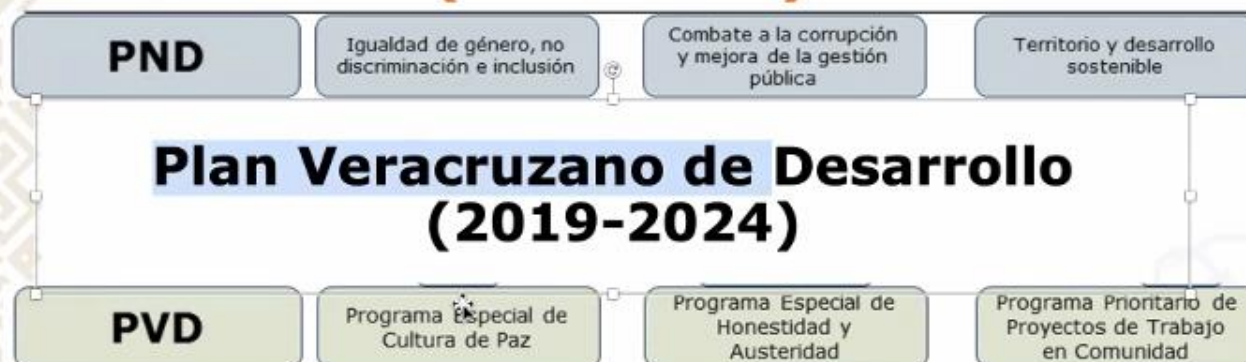 PND
Igualdad de género, no
discriminación e inclusión
Combate a la corrupción
y mejora de la gestión
pública
Territorio y desarrollo
sostenible
Plan Veracruzano de Desarrollo
(2019-2024)
PVD
Programa Especial de
Cultura de Paz
Programa Especial de
Honestidad y
Austeridad
Programa Prioritario de
Proyectos de Trabajo
en Comunidad